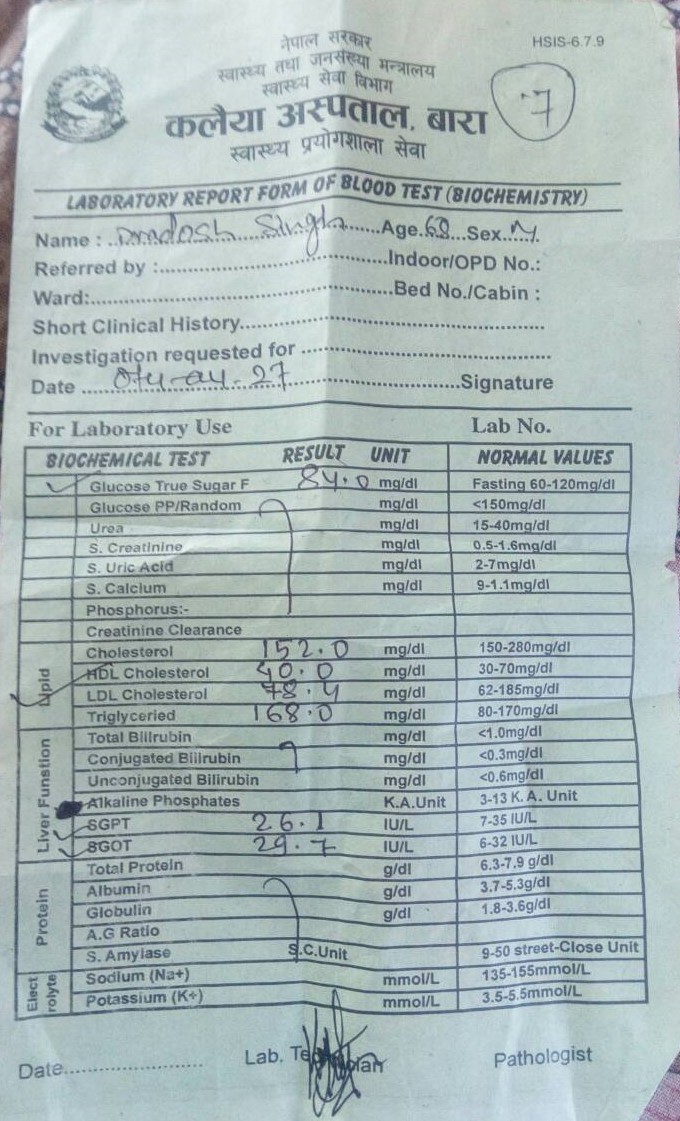 HSIS-6.7.9
नेपाल सरकार
स्वास्थ्य तथा जनसंख्या मन्त्रालय
स्वास्थ्य सेवा विभाग
कलैया अस्पताल, बारा
स्वास्थ्य प्रयोगशाला सेवा
7
LABORATORY REPORT FORM OF BLOOD TEST (BIOCHEMISTRY)
Name : Singh Age. 68 Sex. M
Referred by : Indoor/OPD No.:
Ward: Bed No./Cabin :
Short Clinical History
Investigation requested for
Date 27 Signature
For Laboratory Use Lab No.
BIOCHEMICAL TEST RESULT UNIT NORMAL VALUES
Glucose True Sugar F 84.0 mg/dl Fasting 60-120mg/dl
Glucose PP/Random mg/dl <150mg/dl
Urea mg/dl 15-40mg/dl
S. Creatinine mg/dl 0.5-1.6mg/dl
S. Uric Acid mg/dl 2-7mg/dl
S. Calcium mg/dl 9-1.1mg/dl
Phosphorus:-
Creatinine Clearance
Lipid
Cholesterol 152.0 mg/dl 150-280mg/dl
HDL Cholesterol 40.0 mg/dl 30-70mg/dl
LDL Cholesterol 78.4 mg/dl 62-185mg/dl
Triglyceried 168.0 mg/dl 80-170mg/dl
Liver Funstion
Total Bilirubin mg/dl <1.0mg/dl
Conjugated Biilrubin mg/dl <0.3mg/dl
Unconjugated Bilirubin mg/dl <0.6mg/dl
Alkaline Phosphates K.A.Unit 3-13 K. A. Unit
SGPT 26.1 IU/L 7-35 IU/L
SGOT 29.7 IU/L 6-32 IU/L
Protein
Total Protein g/dl 6.3-7.9 g/dl
Albumin g/dl 3.7-5.3g/dl
Globulin g/dl 1.8-3.6g/dl
A.G Ratio
S. Amylase S.C.Unit 9-50 street-Close Unit
Elect rolyte
Sodium (Na+) mmol/L 135-155mmol/L
Potassium (K+) mmol/L 3.5-5.5mmol/L
Date Lab. Pathologist